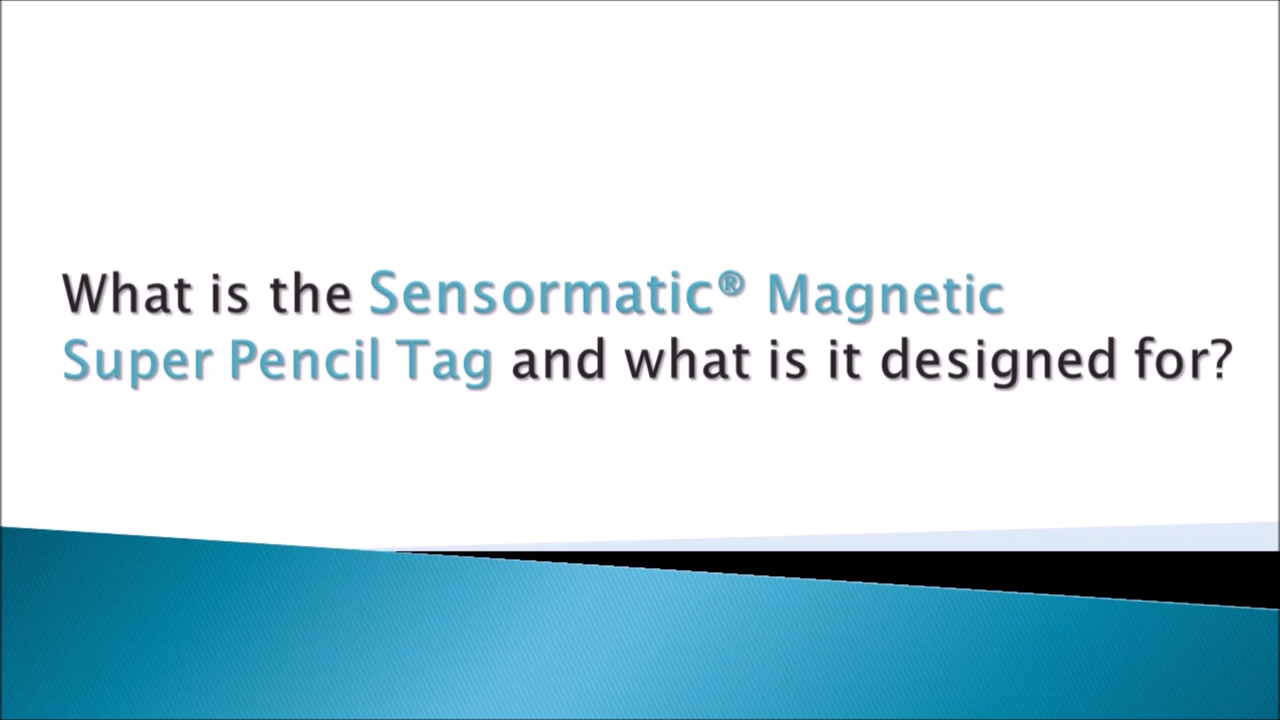 What is the Sensormatic® Magnetic
Super Pencil Tag and what is it designed for?